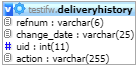 testifw.deliveryhistory
refnum : varchar(6)
change_date : varchar(25)
# uid : int(11)
action : varchar(255)